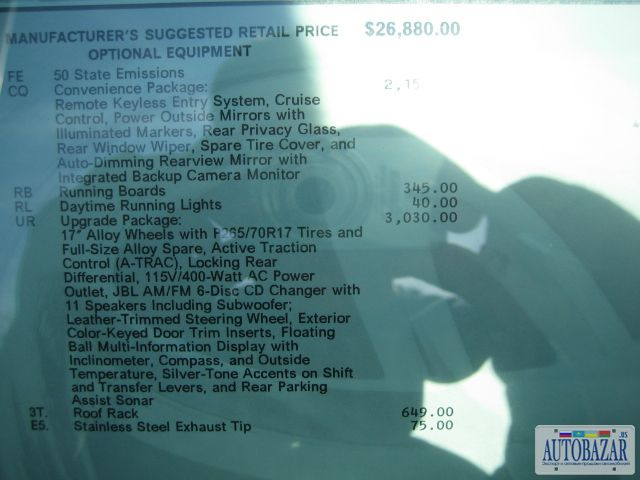 MANUFACTURER'S SUGGESTED RETAIL PRICE $26,880.00
OPTIONAL EQUIPMENT
FE 50 State Emissions
CQ Convenience Package: 2,15
Remote Keyless Entry System, Cruise
Control, Power Outside Mirrors with
Illuminated Markers, Rear Privacy Glass,
Rear Window Wiper, Spare Tire Cover, and
Auto-Dimming Rearview Mirror with
Integrated Backup Camera Monitor
RB Running Boards 345.00
RL Daytime Running Lights 40.00
UR Upgrade Package: 3,030.00
17" Alloy Wheels with P265/70R17 Tires and
Full-Size Alloy Spare, Active Traction
Control (A-TRAC), Locking Rear
Differential, 115V/400-Watt AC Power
Outlet, JBL AM/FM 6-Disc CD Changer with
11 Speakers Including Subwoofer;
Leather-Trimmed Steering Wheel, Exterior
Color-Keyed Door Trim Inserts, Floating
Ball Multi-Information Display with
Inclinometer, Compass, and Outside
Temperature, Silver-Tone Accents on Shift
and Transfer Levers, and Rear Parking
Assist Sonar
3T. Roof Rack 649.00
E5. Stainless Steel Exhaust Tip 75.00
AUTOBAZAR.US